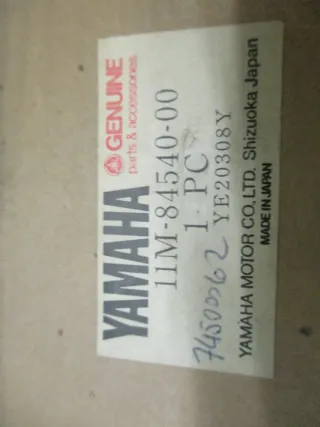 YAMAHA
GENUINE
parts & accessories
11M-84540-00
1 PC
YE20308Y
74500362
YAMAHA MOTOR CO., LTD. Shizuoka Japan
MADE IN JAPAN